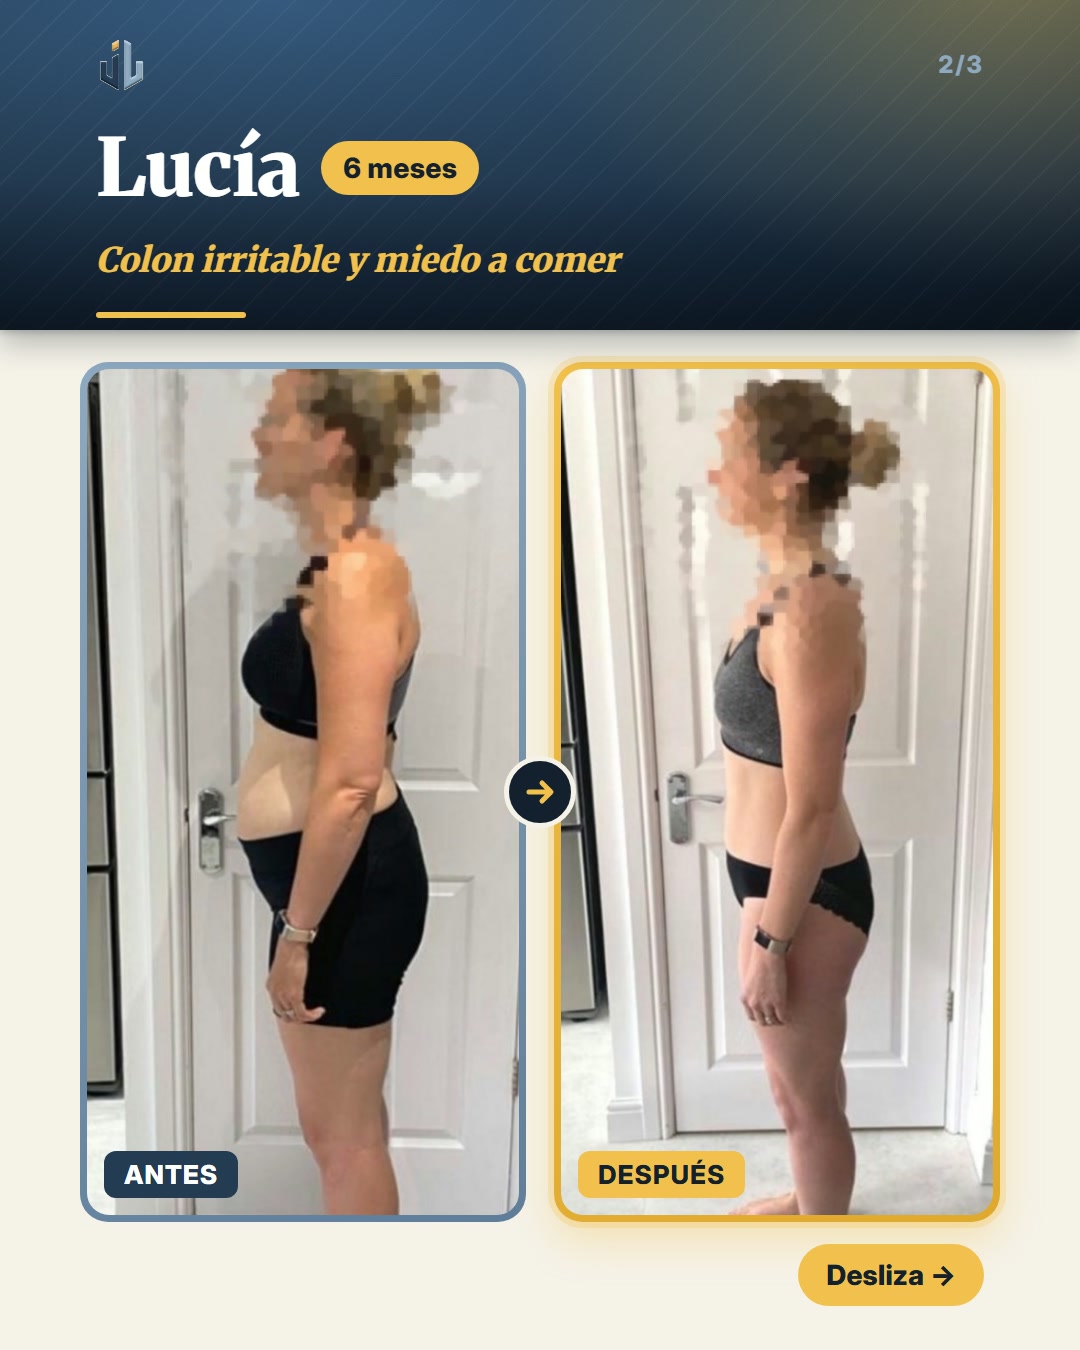 2/3
Lucía
6 meses
Colon irritable y miedo a comer
ANTES
DESPUÉS
Desliza →